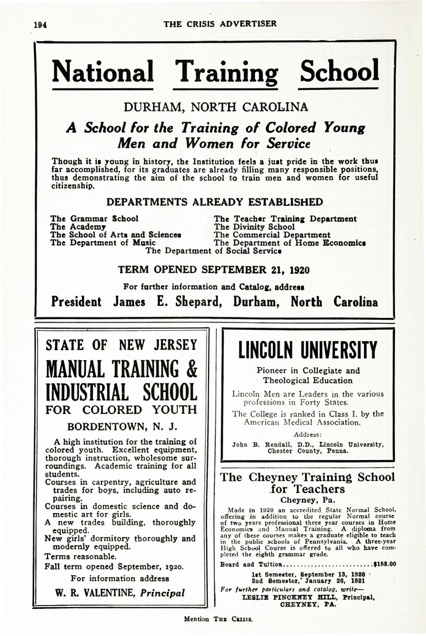 194
THE CRISIS ADVERTISER
National Training School
DURHAM, NORTH CAROLINA
A School for the Training of Colored Young
Men and Women for Service
Though it is young in history, the Institution feels a just pride in the work thus
far accomplished, for its graduates are already filling many responsible positions,
thus demonstrating the aim of the school to train men and women for useful
citizenship.
DEPARTMENTS ALREADY ESTABLISHED
The Grammar School
The Academy
The School of Arts and Sciences
The Department of Music
The Teacher Training Department
The Divinity School
The Commercial Department
The Department of Home Economics
The Department of Social Service
TERM OPENED SEPTEMBER 21, 1920
For further information and Catalog, address
President James E. Shepard, Durham, North Carolina
STATE OF NEW JERSEY
MANUAL TRAINING &
INDUSTRIAL SCHOOL
FOR COLORED YOUTH
BORDENTOWN, N. J.
A high institution for the training of
colored youth. Excellent equipment,
thorough instruction, wholesome sur-
roundings. Academic training for all
students.
Courses in carpentry, agriculture and
trades for boys, including auto re-
pairing.
Courses in domestic science and do-
mestic art for girls.
A new trades building, thoroughly
equipped.
New girls' dormitory thoroughly and
modernly equipped.
Terms reasonable.
Fall term opened September, 1920.
For information address
W. R. VALENTINE, Principal
LINCOLN UNIVERSITY
Pioneer in Collegiate and
Theological Education
Lincoln Men are Leaders in the various
professions in Forty States.
The College is ranked in Class I. by the
American Medical Association.
Address:
John B. Rendall, D.D., Lincoln University,
Chester County, Penna.
The Cheyney Training School
for Teachers
Cheyney, Pa.
Made in 1920 an accredited State Normal School,
offering in addition to the regular Normal course
of two years professional three year courses in Home
Economics and Manual Training. A diploma from
any of these courses makes a graduate eligible to teach
in the public schools of Pennsylvania. A three-year
High School Course is offered to all who have com-
pleted the eighth grammar grade.
Board and Tuition..........................$153.00
1st Semester, September 13, 1920
2nd Semester, January 26, 1921
For further particulars and catalog, write—
LESLIE PINCKNEY HILL, Principal,
CHEYNEY, PA.
Mention THE CRISIS.